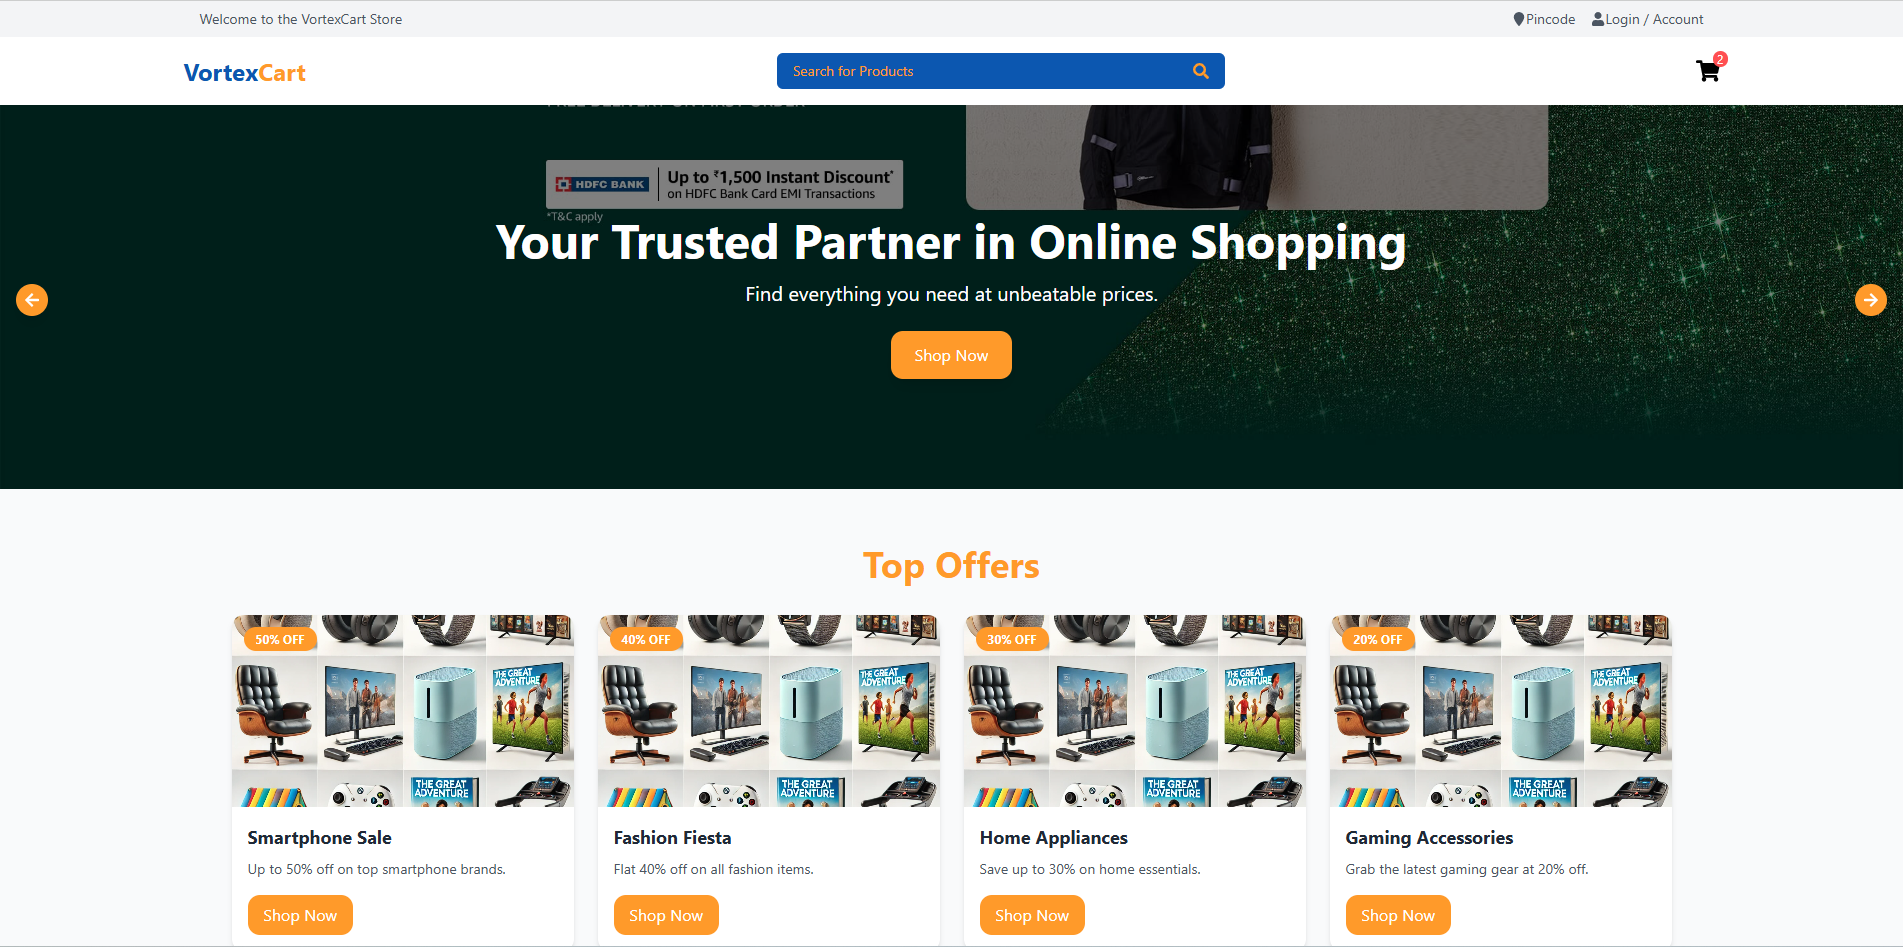 Welcome to the VortexCart Store
Pincode
Login / Account
VortexCart
Search for Products
2
FREE DELIVERY ON FIRST ORDER
HDFC BANK
Up to ₹1,500 Instant Discount*
on HDFC Bank Card EMI Transactions
*T&C apply
Your Trusted Partner in Online Shopping
Find everything you need at unbeatable prices.
Shop Now
Top Offers
50% OFF
THE GREAT
ADVENTURE
THE GREAT
ADVENTURE
Smartphone Sale
Up to 50% off on top smartphone brands.
Shop Now
40% OFF
THE GREAT
ADVENTURE
THE GREAT
ADVENTURE
Fashion Fiesta
Flat 40% off on all fashion items.
Shop Now
30% OFF
THE GREAT
ADVENTURE
THE GREAT
ADVENTURE
Home Appliances
Save up to 30% on home essentials.
Shop Now
20% OFF
THE GREAT
ADVENTURE
THE GREAT
ADVENTURE
Gaming Accessories
Grab the latest gaming gear at 20% off.
Shop Now